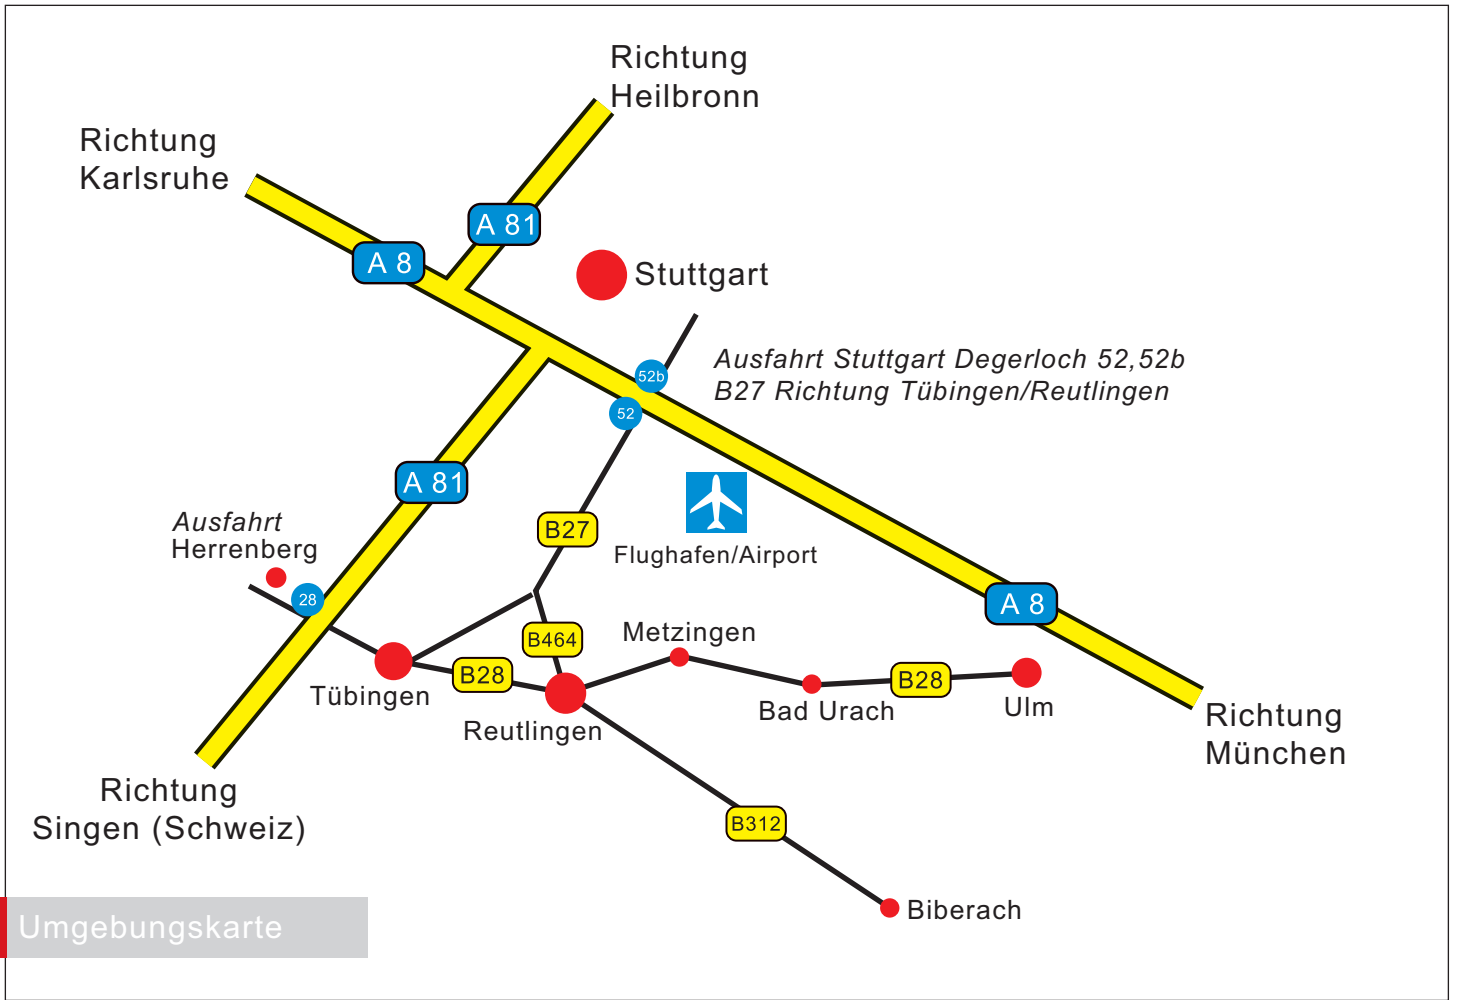 Richtung
Heilbronn
Richtung
Karlsruhe
A 81
A 8
Stuttgart
Ausfahrt Stuttgart Degerloch 52,52b
B27 Richtung Tübingen/Reutlingen
52b
52
A 81
Ausfahrt
Herrenberg
B27
Flughafen/Airport
28
A 8
B464
Metzingen
B28
B28
Tübingen
Reutlingen
Bad Urach
Ulm
Richtung
München
Richtung
Singen (Schweiz)
B312
Biberach
Umgebungskarte